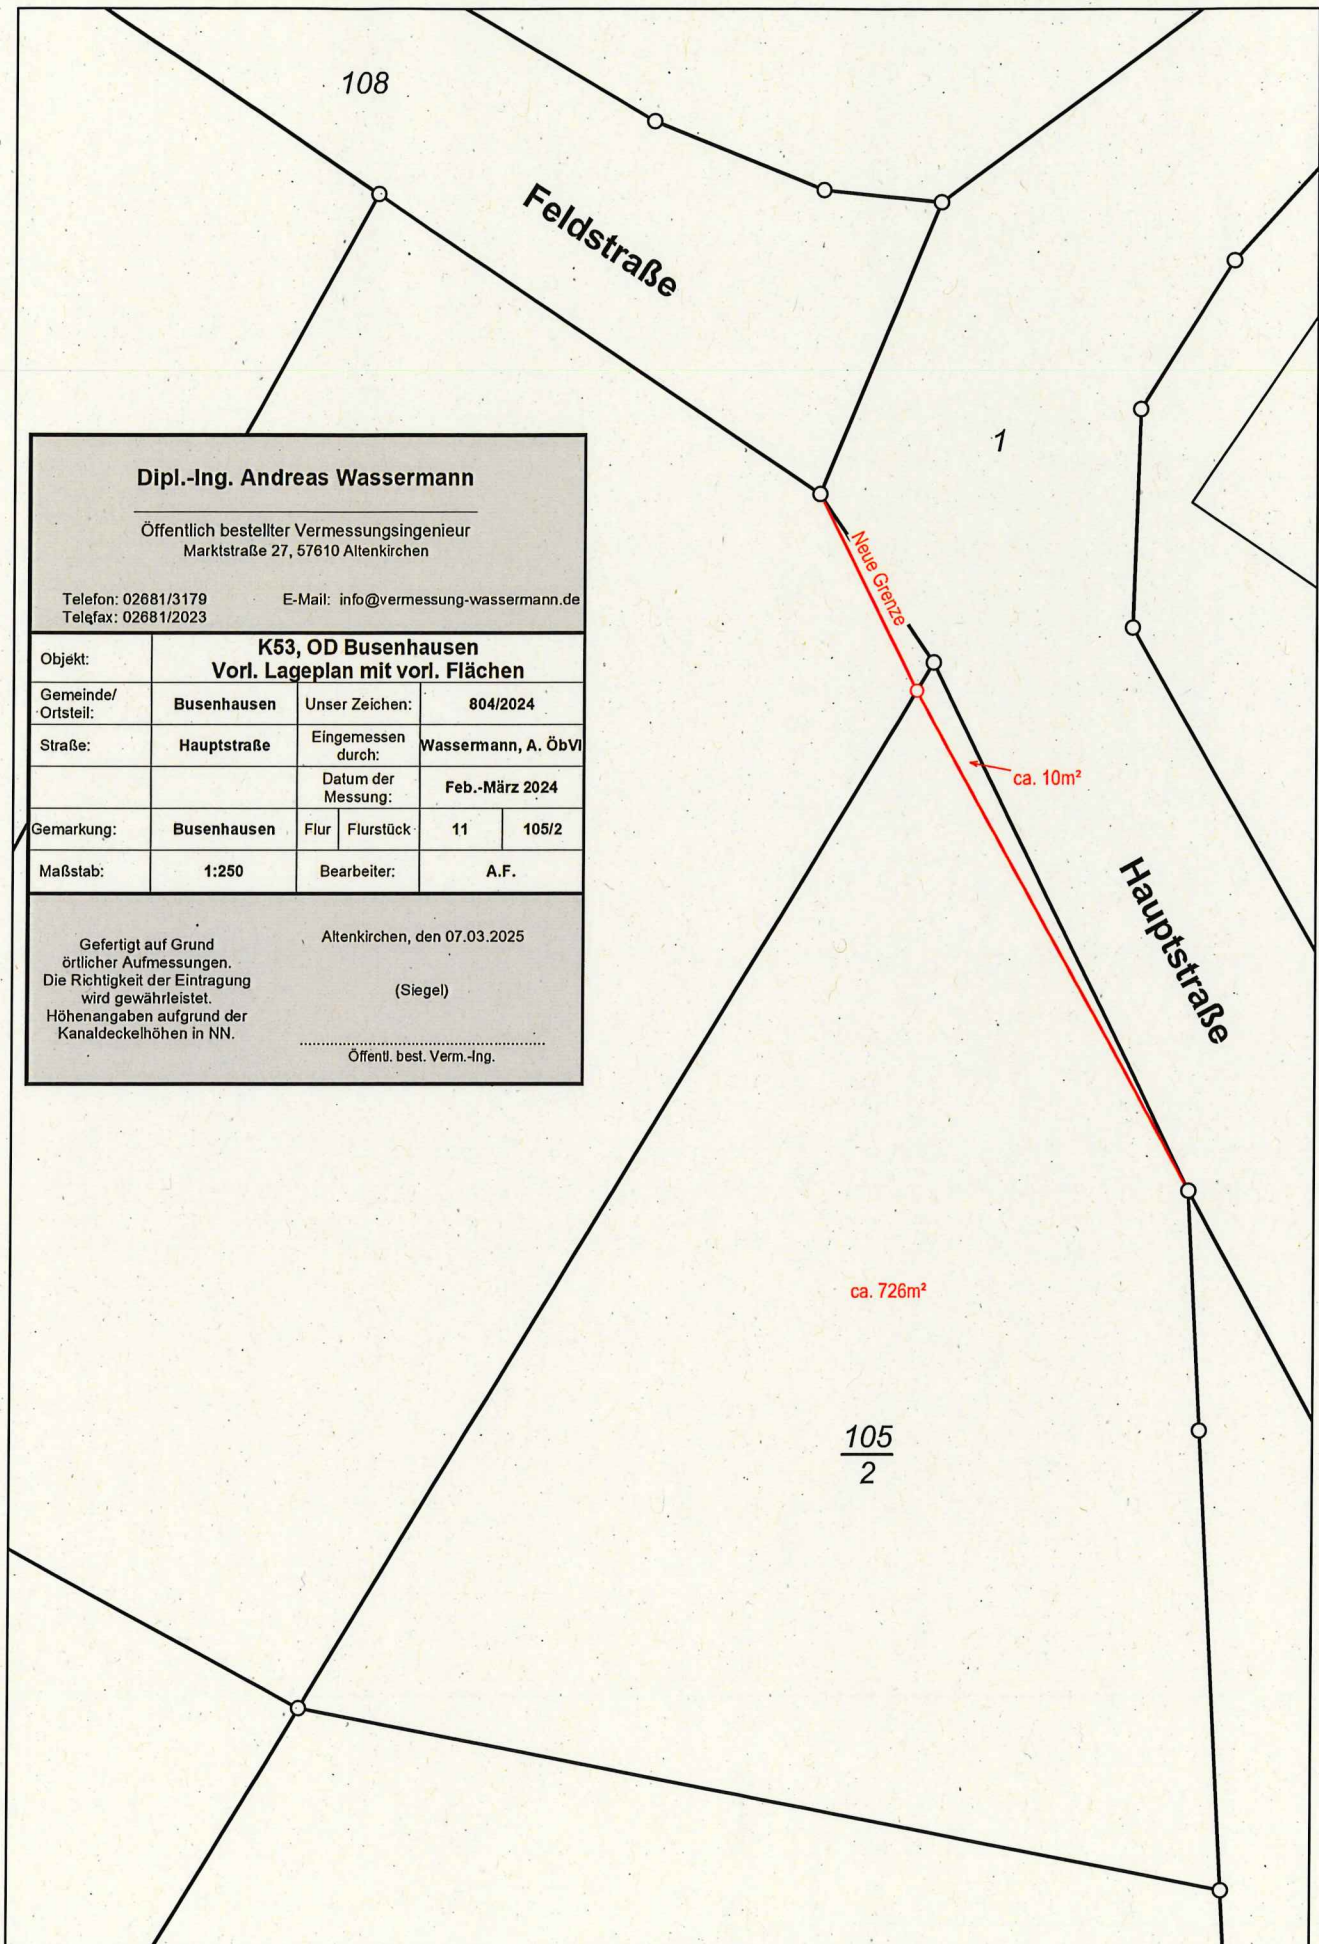 108
Feldstraße
1
Neue Grenze
ca. 10m²
Hauptstraße
ca. 726m²
105
2
Dipl.-Ing. Andreas Wassermann
Öffentlich bestellter Vermessungsingenieur
Marktstraße 27, 57610 Altenkirchen
Telefon: 02681/3179 E-Mail: info@vermessung-wassermann.de
Telefax: 02681/2023
Objekt: K53, OD Busenhausen
Vorl. Lageplan mit vorl. Flächen
Gemeinde/
Ortsteil: Busenhausen Unser Zeichen: 804/2024
Straße: Hauptstraße Eingemessen
durch: Wassermann, A. ÖbVI
Datum der
Messung: Feb.-März 2024
Gemarkung: Busenhausen Flur Flurstück 11 105/2
Maßstab: 1:250 Bearbeiter: A.F.
Gefertigt auf Grund
örtlicher Aufmessungen.
Die Richtigkeit der Eintragung
wird gewährleistet.
Höhenangaben aufgrund der
Kanaldeckelhöhen in NN.
Altenkirchen, den 07.03.2025
(Siegel)
Öffentl. best. Verm.-Ing.